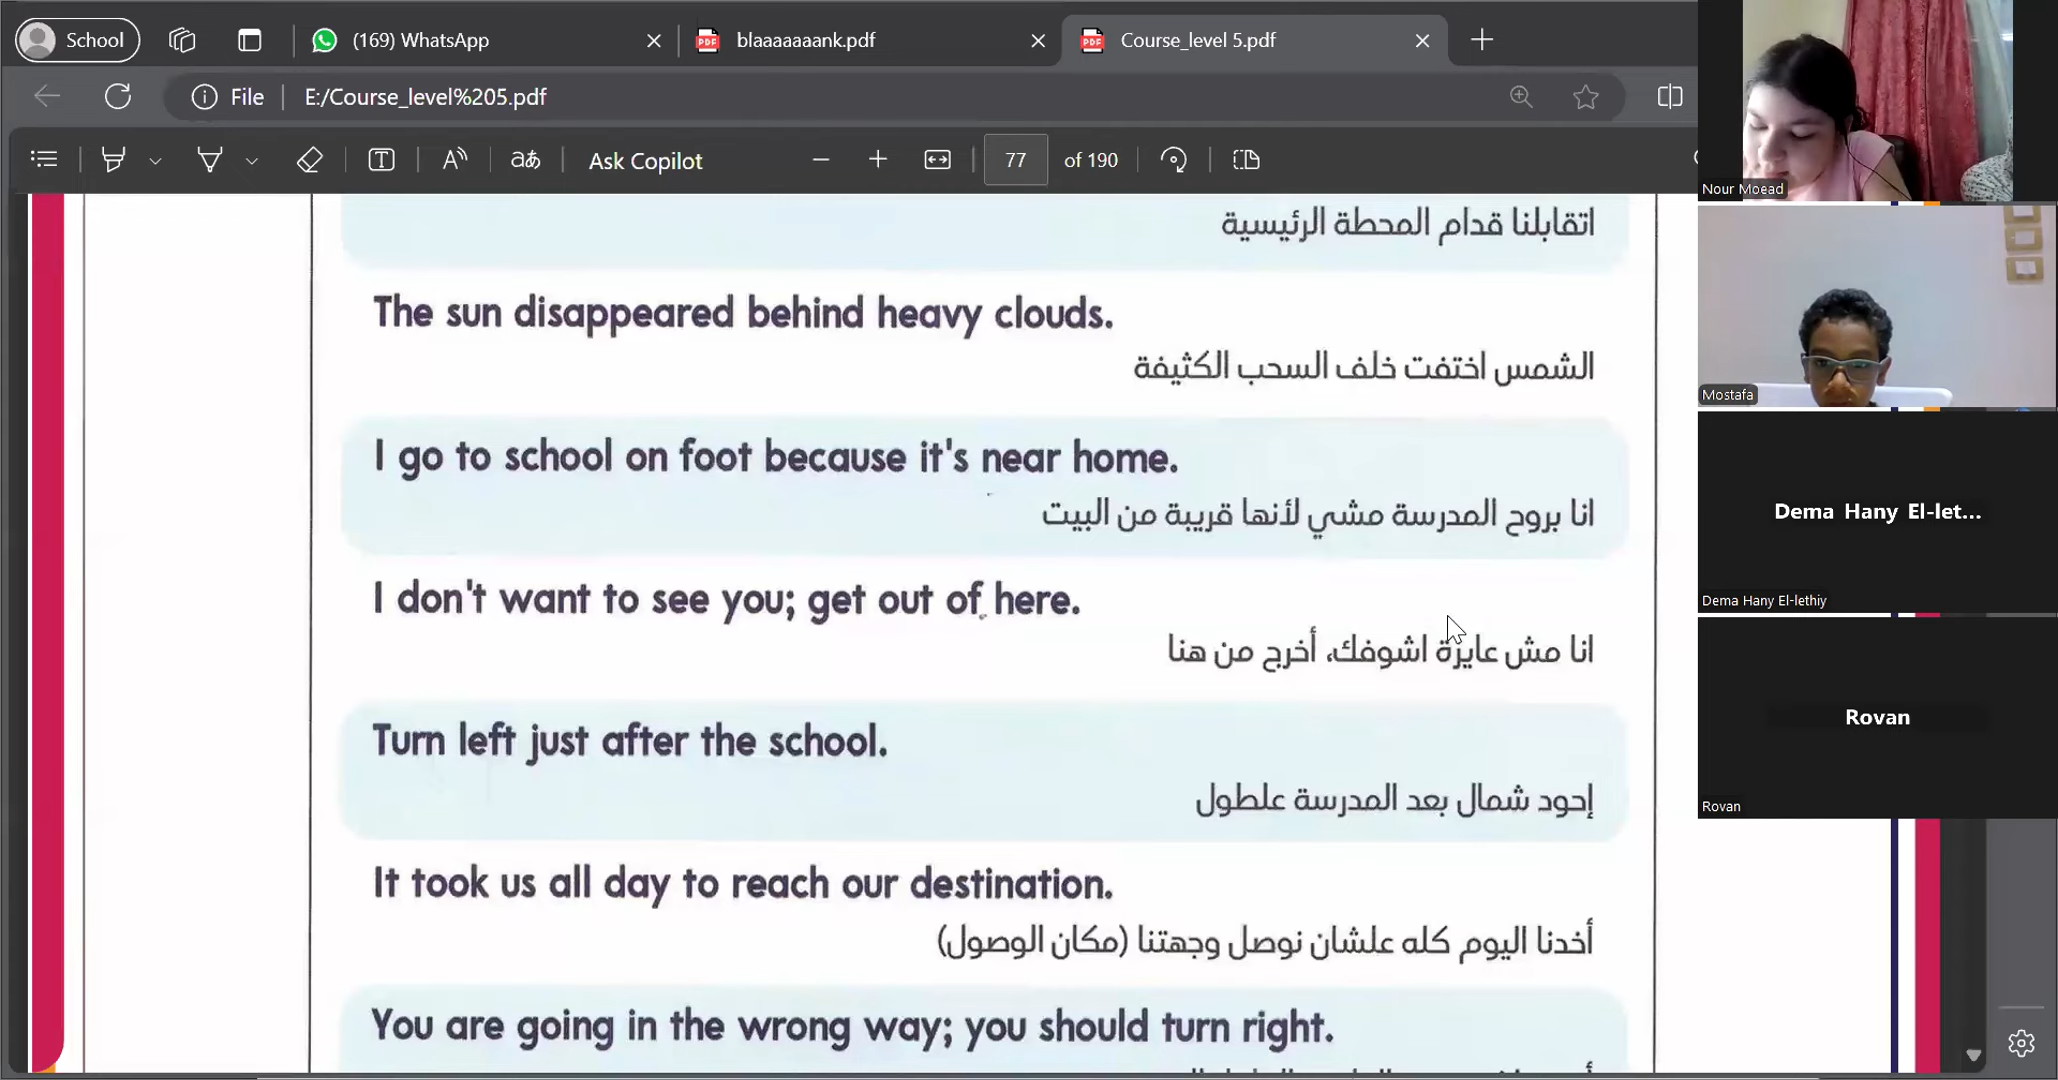 School
(169) WhatsApp
blaaaaaaank.pdf
Course_level 5.pdf
File
E:/Course_level%205.pdf
Ask Copilot
77
of 190
اتقابلنا قدام المحطة الرئيسية
The sun disappeared behind heavy clouds.
الشمس اختفت خلف السحب الكثيفة
I go to school on foot because it's near home.
انا بروح المدرسة مشي لأنها قريبة من البيت
I don't want to see you; get out of here.
انا مش عايزة اشوفك، أخرج من هنا
Turn left just after the school.
إحود شمال بعد المدرسة علطول
It took us all day to reach our destination.
أخدنا اليوم كله علشان نوصل وجهتنا (مكان الوصول)
You are going in the wrong way; you should turn right.
Nour Moead
Mostafa
Dema Hany El-let...
Dema Hany El-lethiy
Rovan
Rovan